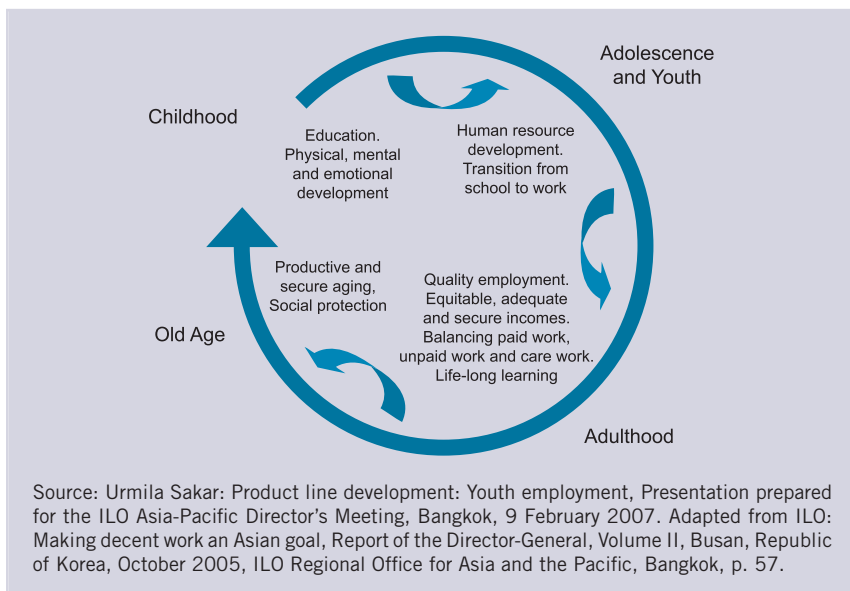 Childhood
Education.
Physical, mental
and emotional
development
Adolescence
and Youth
Human resource
development.
Transition from
school to work
Quality employment.
Equitable, adequate
and secure incomes.
Balancing paid work,
unpaid work and care work.
Life-long learning
Adulthood
Productive and
secure aging,
Social protection
Old Age
Source: Urmila Sakar: Product line development: Youth employment, Presentation prepared
for the ILO Asia-Pacific Director's Meeting, Bangkok, 9 February 2007. Adapted from ILO:
Making decent work an Asian goal, Report of the Director-General, Volume II, Busan, Republic
of Korea, October 2005, ILO Regional Office for Asia and the Pacific, Bangkok, p. 57.